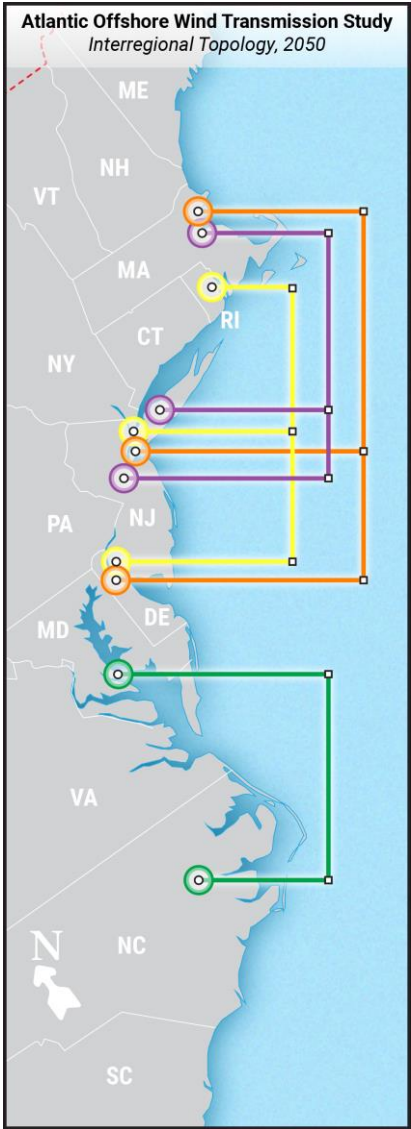 Atlantic Offshore Wind Transmission Study
Interregional Topology, 2050
ME
NH
VT
MA
RI
CT
NY
NJ
PA
DE
MD
VA
N
NC
SC